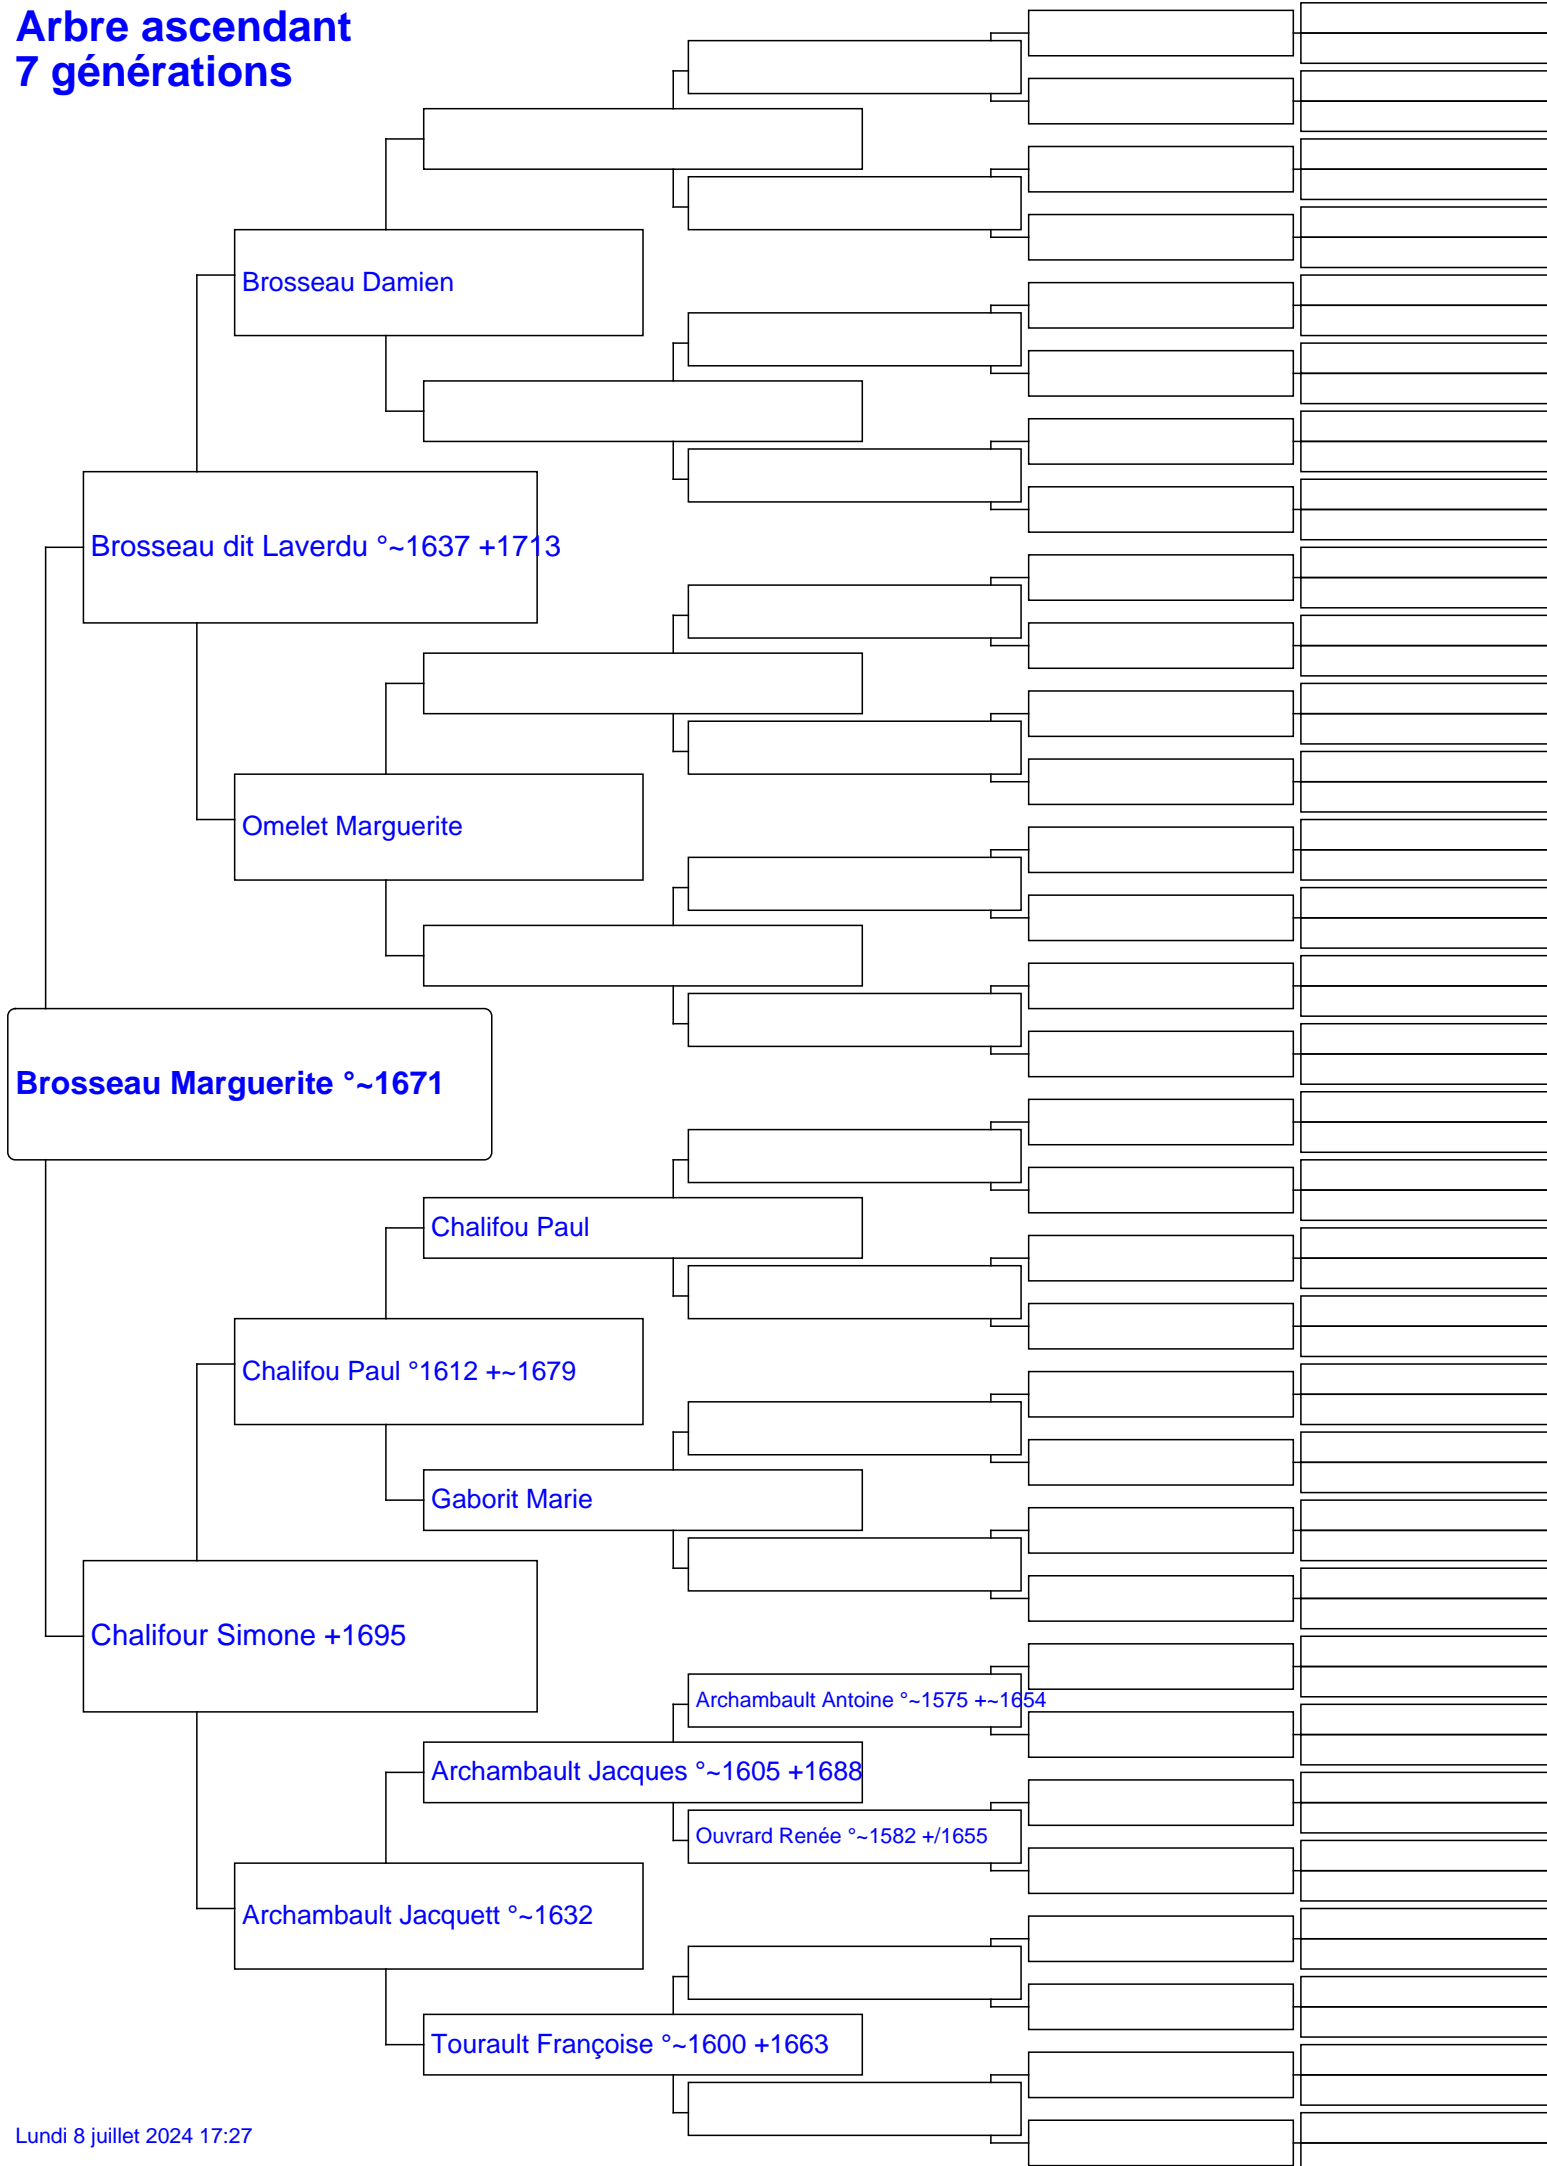 Arbre ascendant
7 générations
Brosseau Damien
Brosseau dit Laverdu °~1637 +1713
Omelet Marguerite
Brosseau Marguerite °~1671
Chalifou Paul
Chalifou Paul °1612 +~1679
Gaborit Marie
Chalifour Simone +1695
Archambault Antoine °~1575 +~1654
Archambault Jacques °~1605 +1688
Ouvrard Renée °~1582 +/1655
Archambault Jacquett °~1632
Tourault Françoise °~1600 +1663
Lundi 8 juillet 2024 17:27